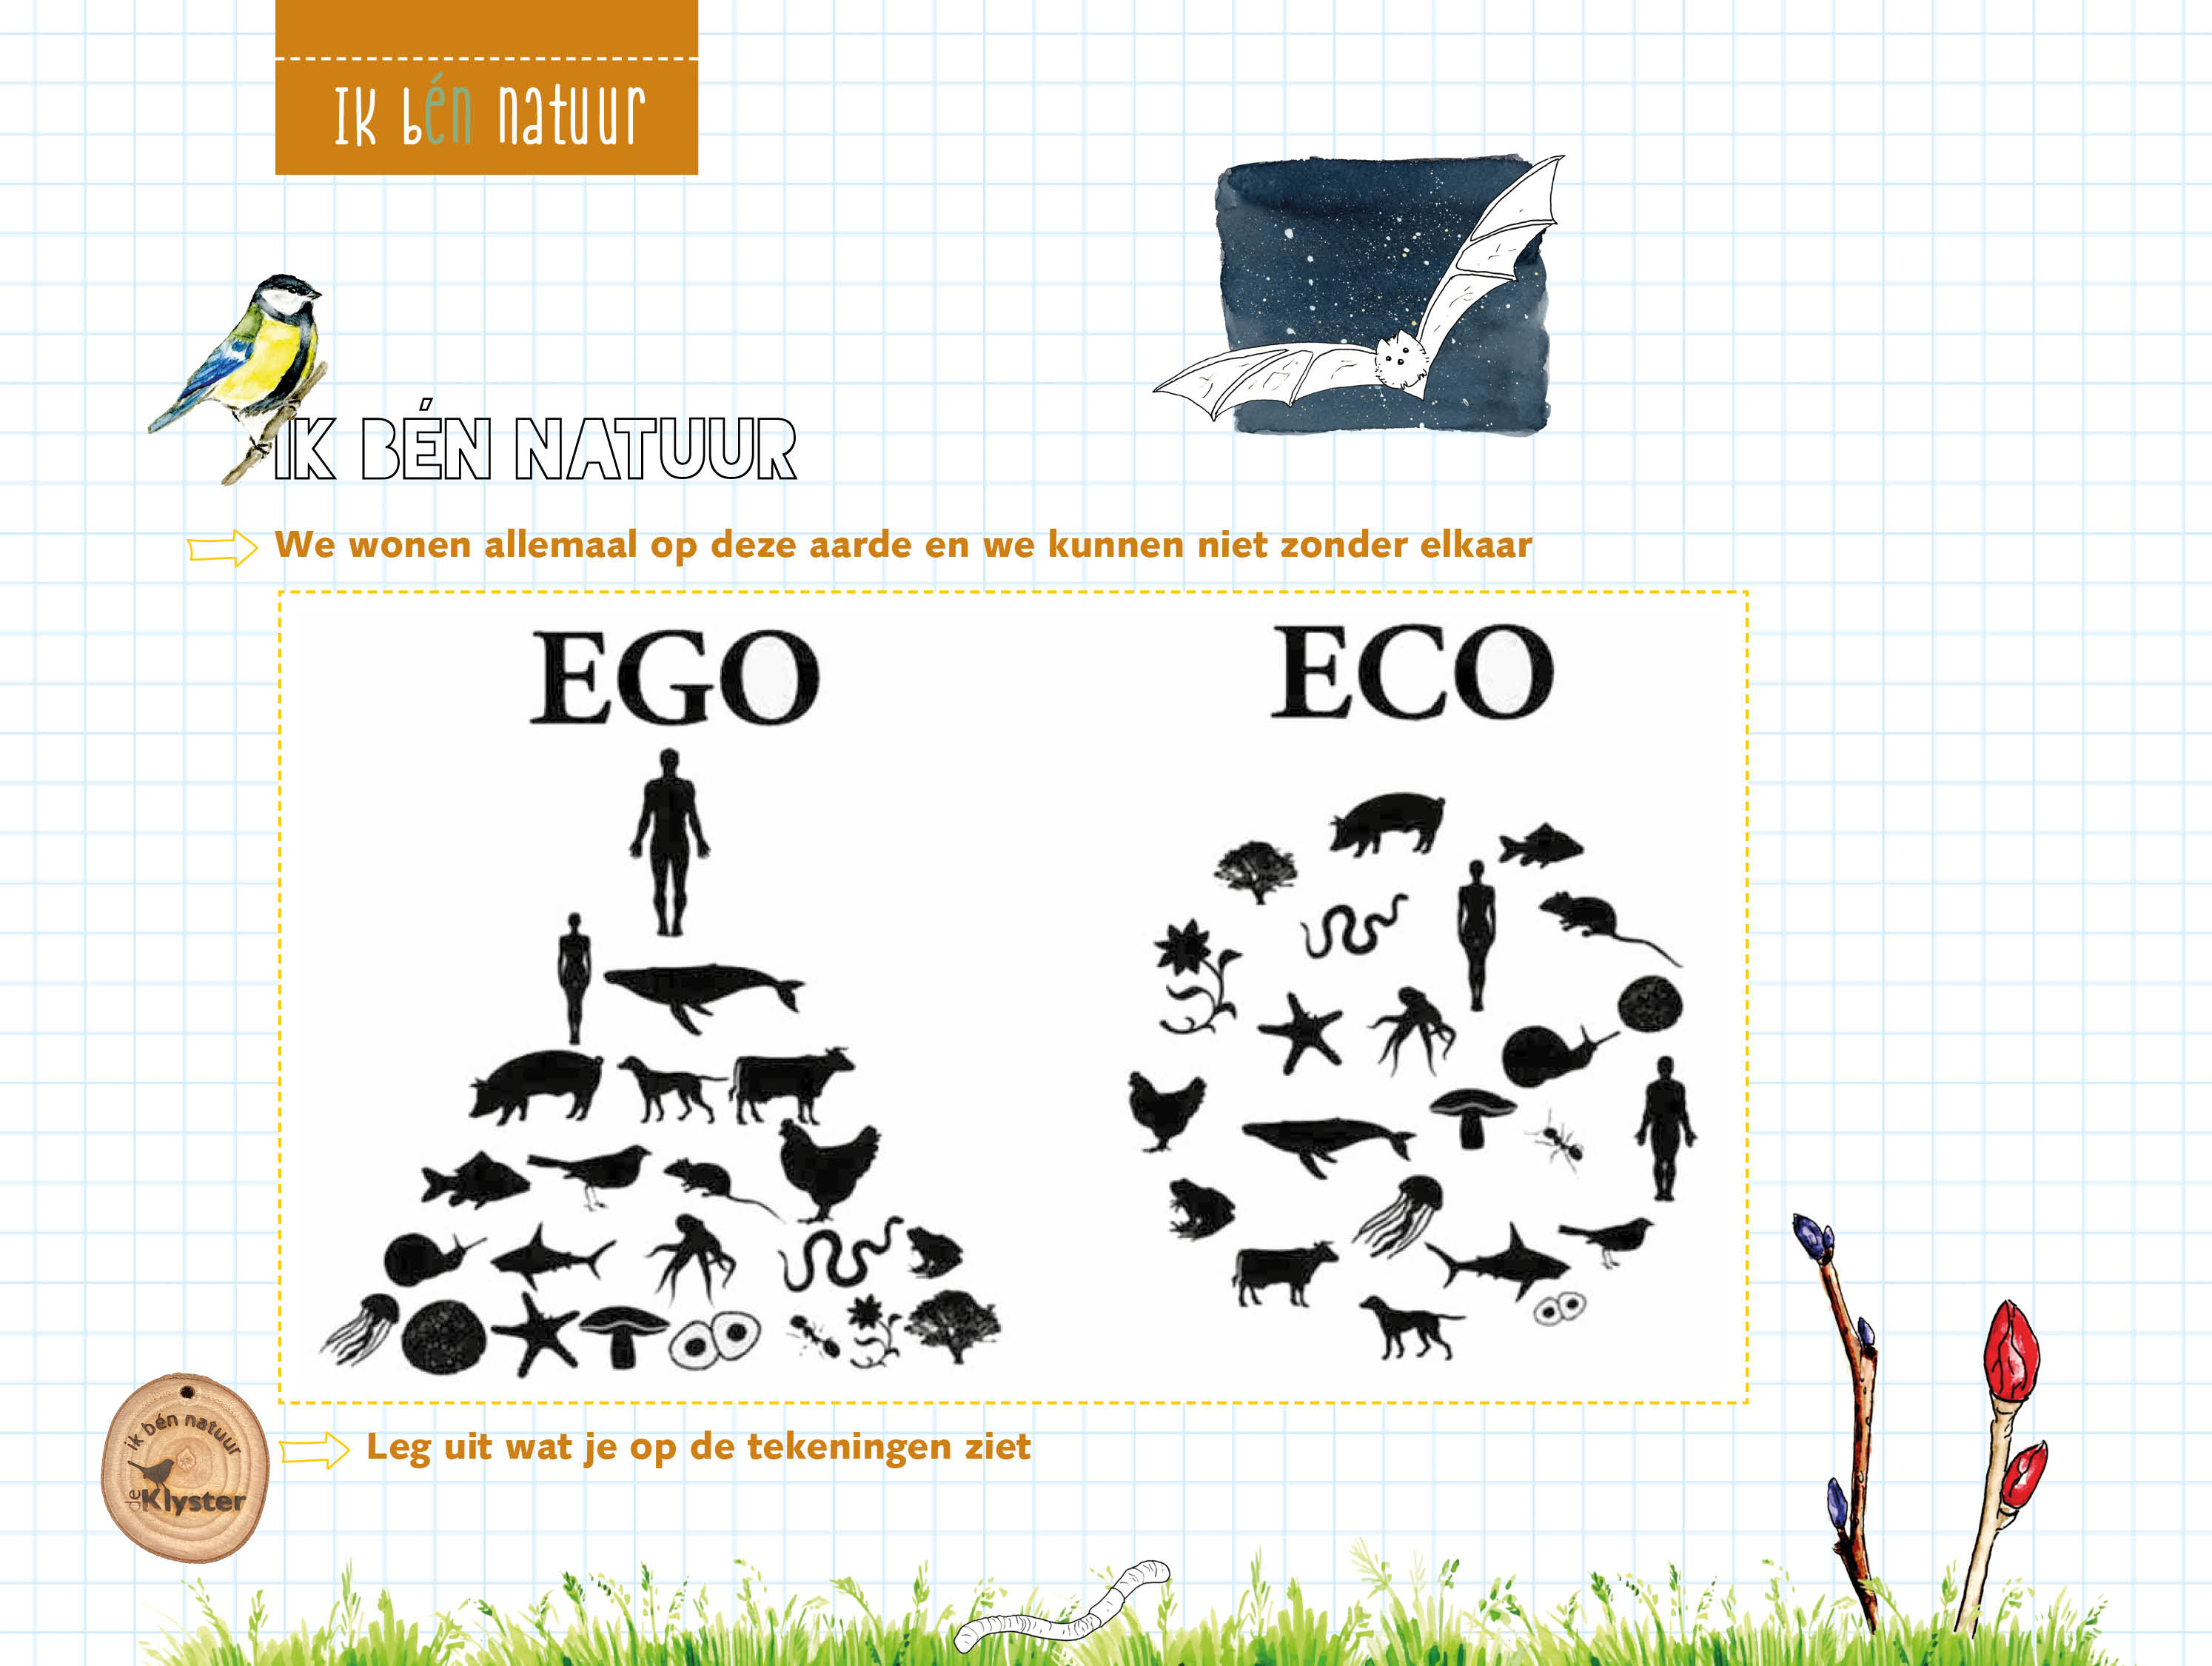 Ik bén natuur
IK BÉN NATUUR
We wonen allemaal op deze aarde en we kunnen niet zonder elkaar
EGO
ECO
Leg uit wat je op de tekeningen ziet
ik bén natuur
de Klyster